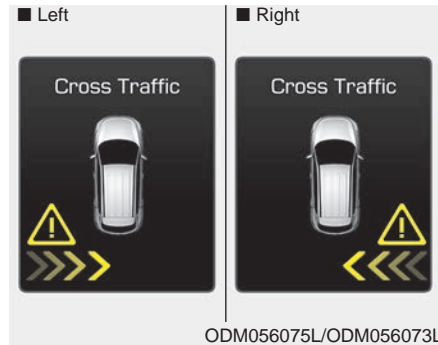 ■ Left
■ Right
Cross Traffic
Cross Traffic
ODM056075L/ODM056073L